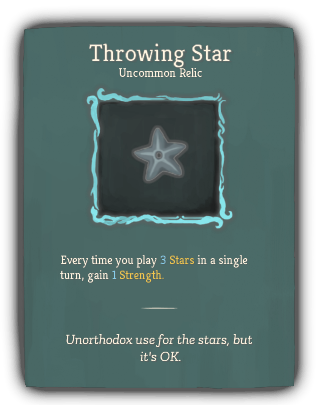 Throwing Star
Uncommon Relic
Every time you play 3 Stars in a single
turn, gain 1 Strength.
Unorthodox use for the stars, but
it's OK.